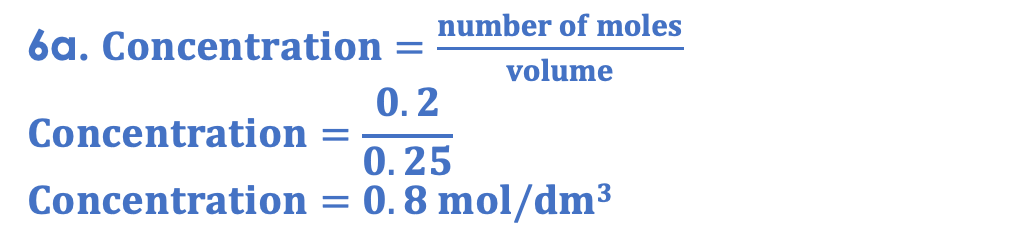 6a. Concentration = number of moles / volume
Concentration = 0.2 / 0.25
Concentration = 0.8 mol/dm³